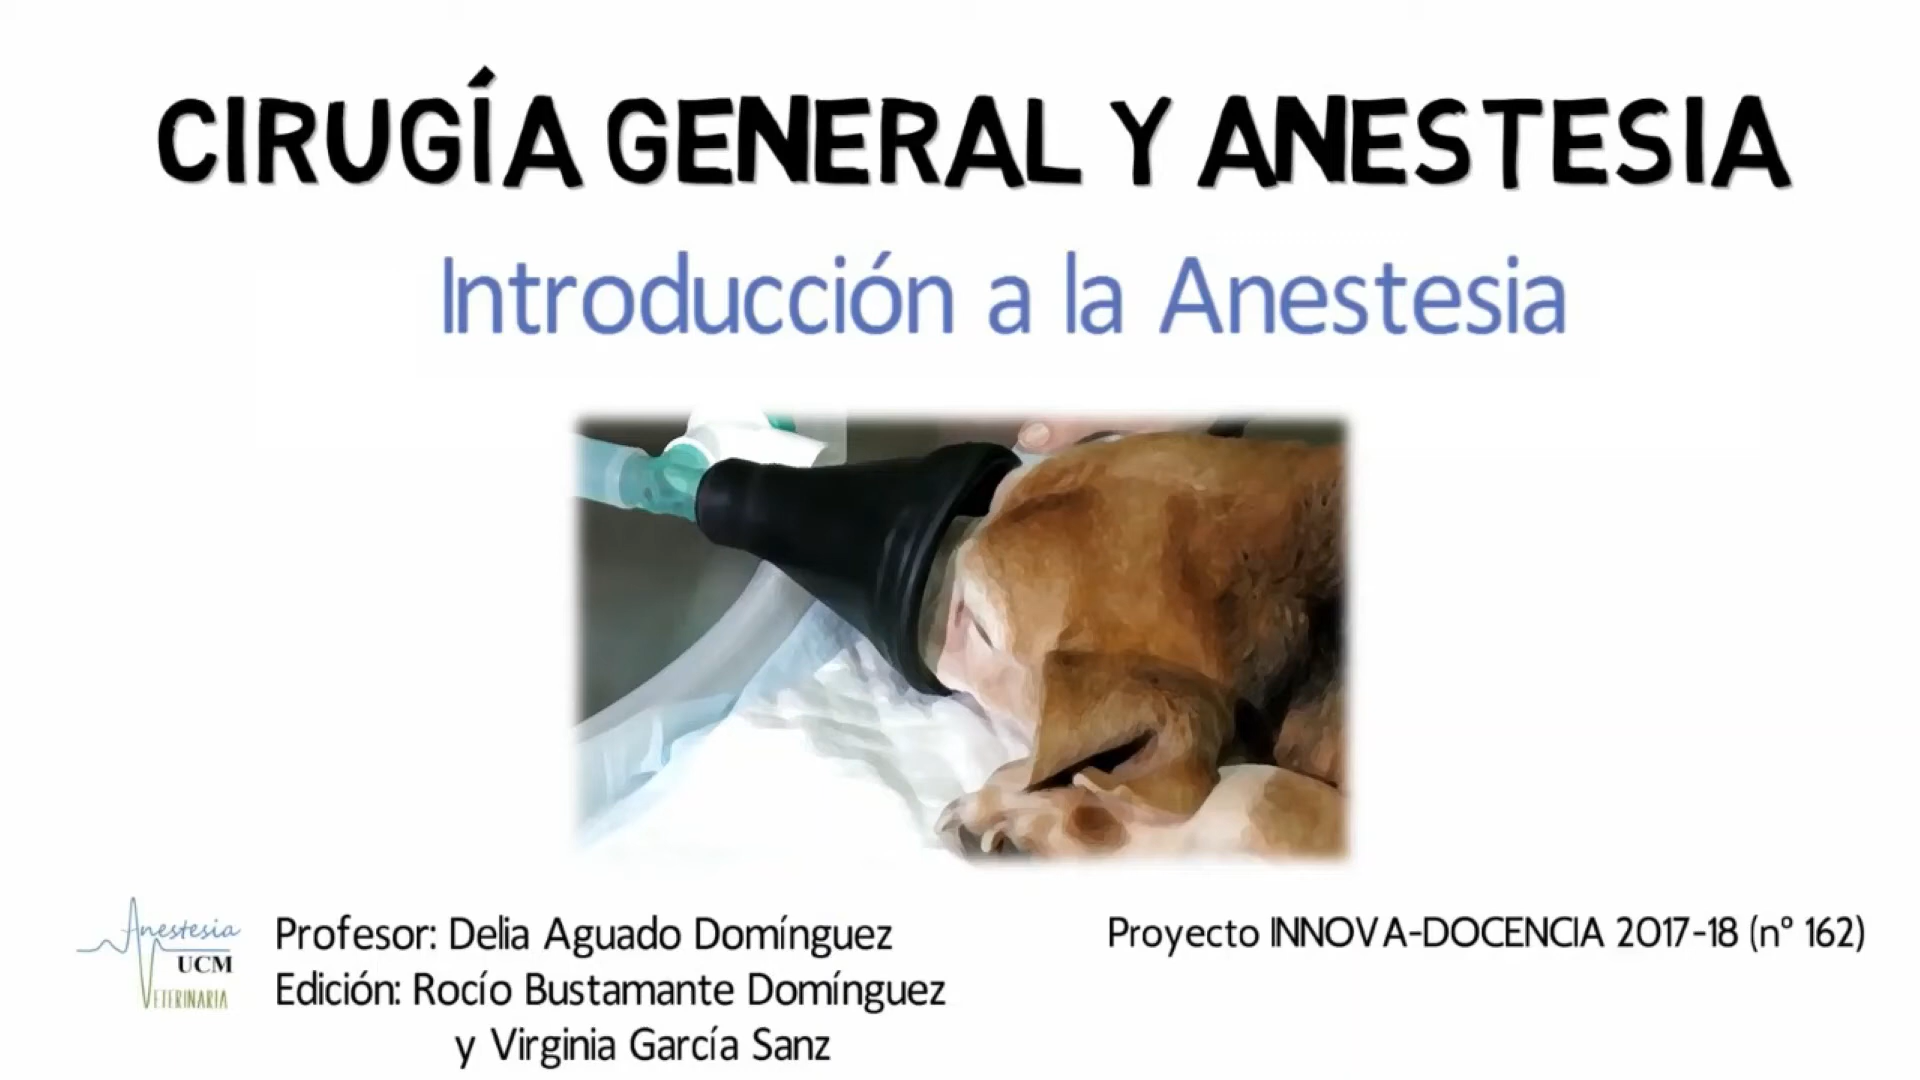 CIRUGÍA GENERAL Y ANESTESIA
Introducción a la Anestesia
Anestesia
UCM
VETERINARIA
Profesor: Delia Aguado Domínguez
Edición: Rocío Bustamante Domínguez
y Virginia García Sanz
Proyecto INNOVA-DOCENCIA 2017-18 (nº 162)